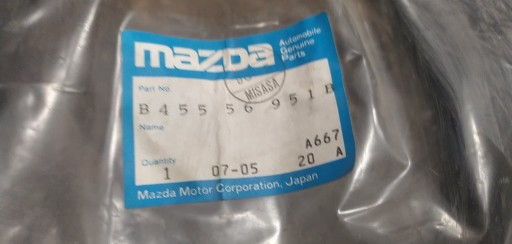 mazda
Automobile
Genuine
Parts
Part No.
MISASA
B455 56 951B
Name
A667
Quantity
1 07-05 20 A
Mazda Motor Corporation, Japan